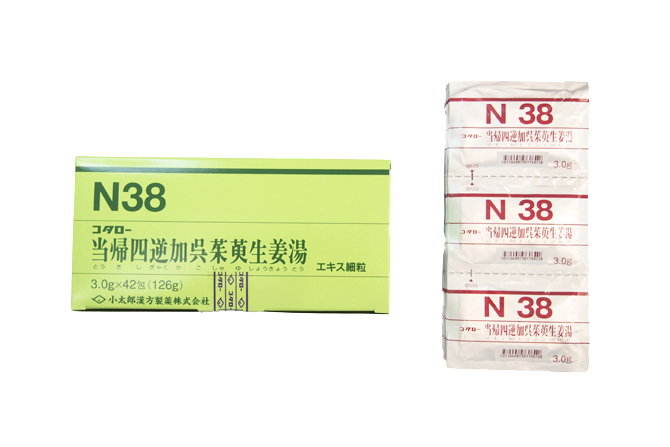 N38
コタロー
当帰四逆加呉茱萸生姜湯
とう き し ぎゃく か ご しゅ ゆ しょうきょう とう
エキス細粒
3.0g×42包(126g)
小太郎漢方製薬株式会社
コタロー
N 38
コタロー 当帰四逆加呉茱萸生姜湯
3.0g
N 38
コタロー 当帰四逆加呉茱萸生姜湯
3.0g
N 38
コタロー 当帰四逆加呉茱萸生姜湯
3.0g